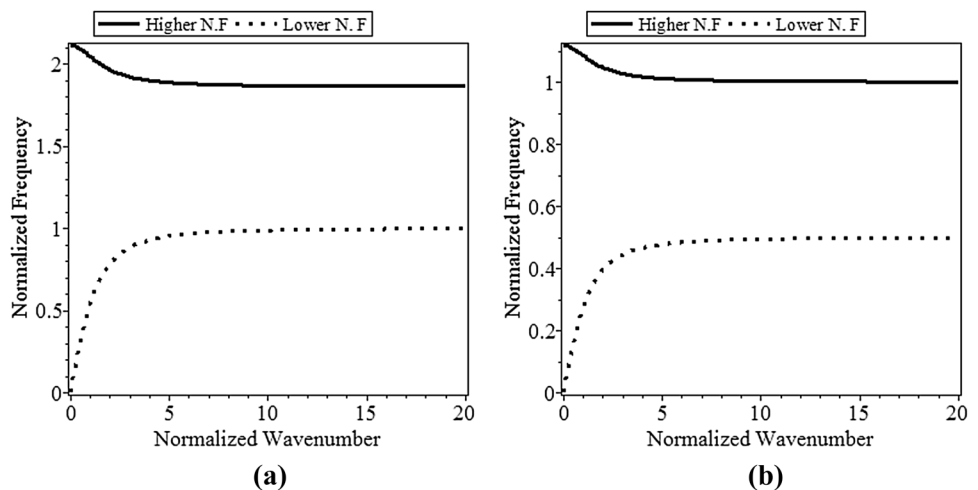 Higher N.F Lower N. F
Normalized Frequency
2
1.5
1
0.5
0
0 5 10 15 20
Normalized Wavenumber
(a)
Higher N.F Lower N. F
Normalized Frequency
1
0.8
0.6
0.4
0.2
0
0 5 10 15 20
Normalized Wavenumber
(b)